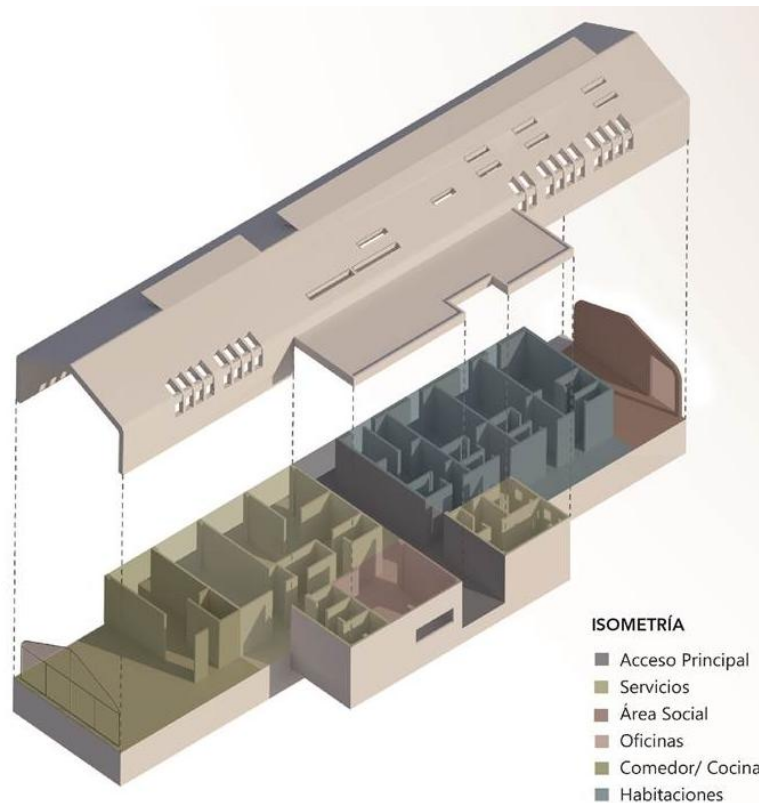 ISOMETRÍA
Acceso Principal
Servicios
Área Social
Oficinas
Comedor/ Cocina
Habitaciones